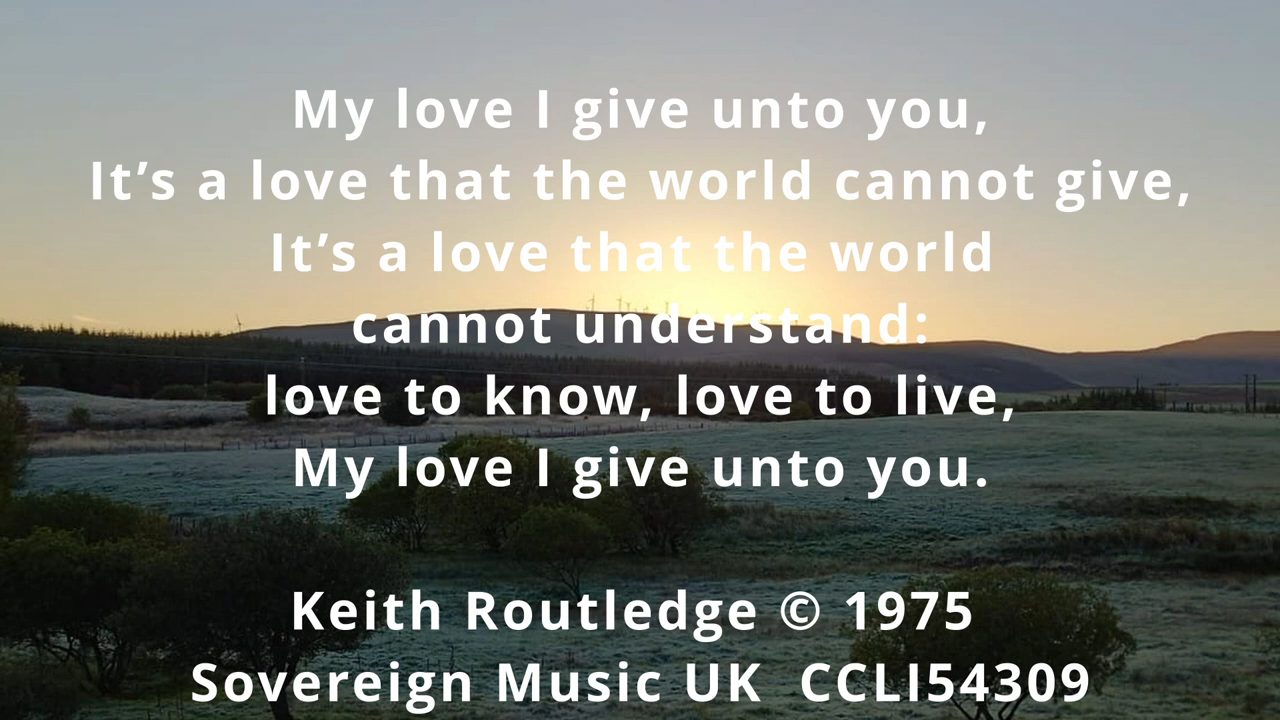 My love I give unto you,
It’s a love that the world cannot give,
It’s a love that the world
cannot understand:
love to know, love to live,
My love I give unto you.
Keith Routledge © 1975
Sovereign Music UK  CCLI54309